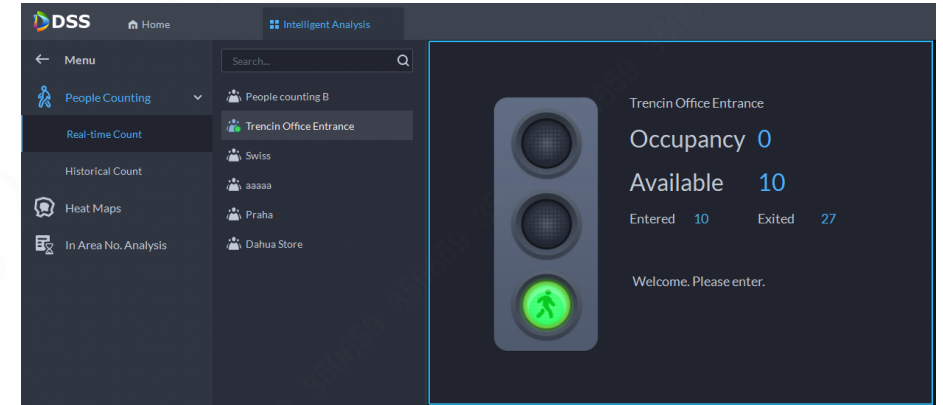 DSS
Home
Intelligent Analysis
Menu
People Counting
Real-time Count
Historical Count
Heat Maps
In Area No. Analysis
Search...
People counting B
Trencin Office Entrance
Swiss
aaaaa
Praha
Dahua Store
Trencin Office Entrance
Occupancy 0
Available 10
Entered 10 Exited 27
Welcome. Please enter.